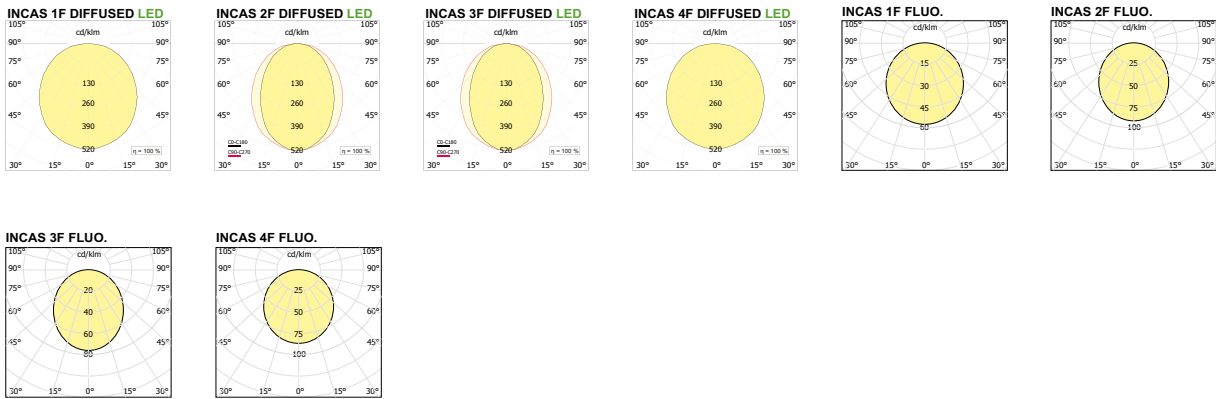 INCAS 1F DIFFUSED LED
105° cd/klm 105°
90° 90°
75° 75°
130
60° 60°
260
45° 390 45°
520
η = 100 %
30° 15° 0° 15° 30°
INCAS 2F DIFFUSED LED
105° cd/klm 105°
90° 90°
75° 75°
130
60° 60°
260
45° 390 45°
C0-C180
520
C90-C270 η = 100 %
30° 15° 0° 15° 30°
INCAS 3F DIFFUSED LED
105° cd/klm 105°
90° 90°
75° 75°
130
60° 60°
260
45° 390 45°
C0-C180
520
C90-C270 η = 100 %
30° 15° 0° 15° 30°
INCAS 4F DIFFUSED LED
105° cd/klm 105°
90° 90°
75° 75°
130
60° 60°
260
45° 390 45°
520
η = 100 %
30° 15° 0° 15° 30°
INCAS 1F FLUO.
105° cd/klm 105°
90° 90°
75° 15 75°
60° 30 60°
45° 45 45°
60
30° 15° 0° 15° 30°
INCAS 2F FLUO.
105° cd/klm 105°
90° 90°
75° 25 75°
60° 50 60°
45° 75 45°
100
30° 15° 0° 15° 30°
INCAS 3F FLUO.
105° cd/klm 105°
90° 90°
75° 20 75°
60° 40 60°
45° 60 45°
80
30° 15° 0° 15° 30°
INCAS 4F FLUO.
105° cd/klm 105°
90° 90°
75° 25 75°
60° 50 60°
45° 75 45°
100
30° 15° 0° 15° 30°